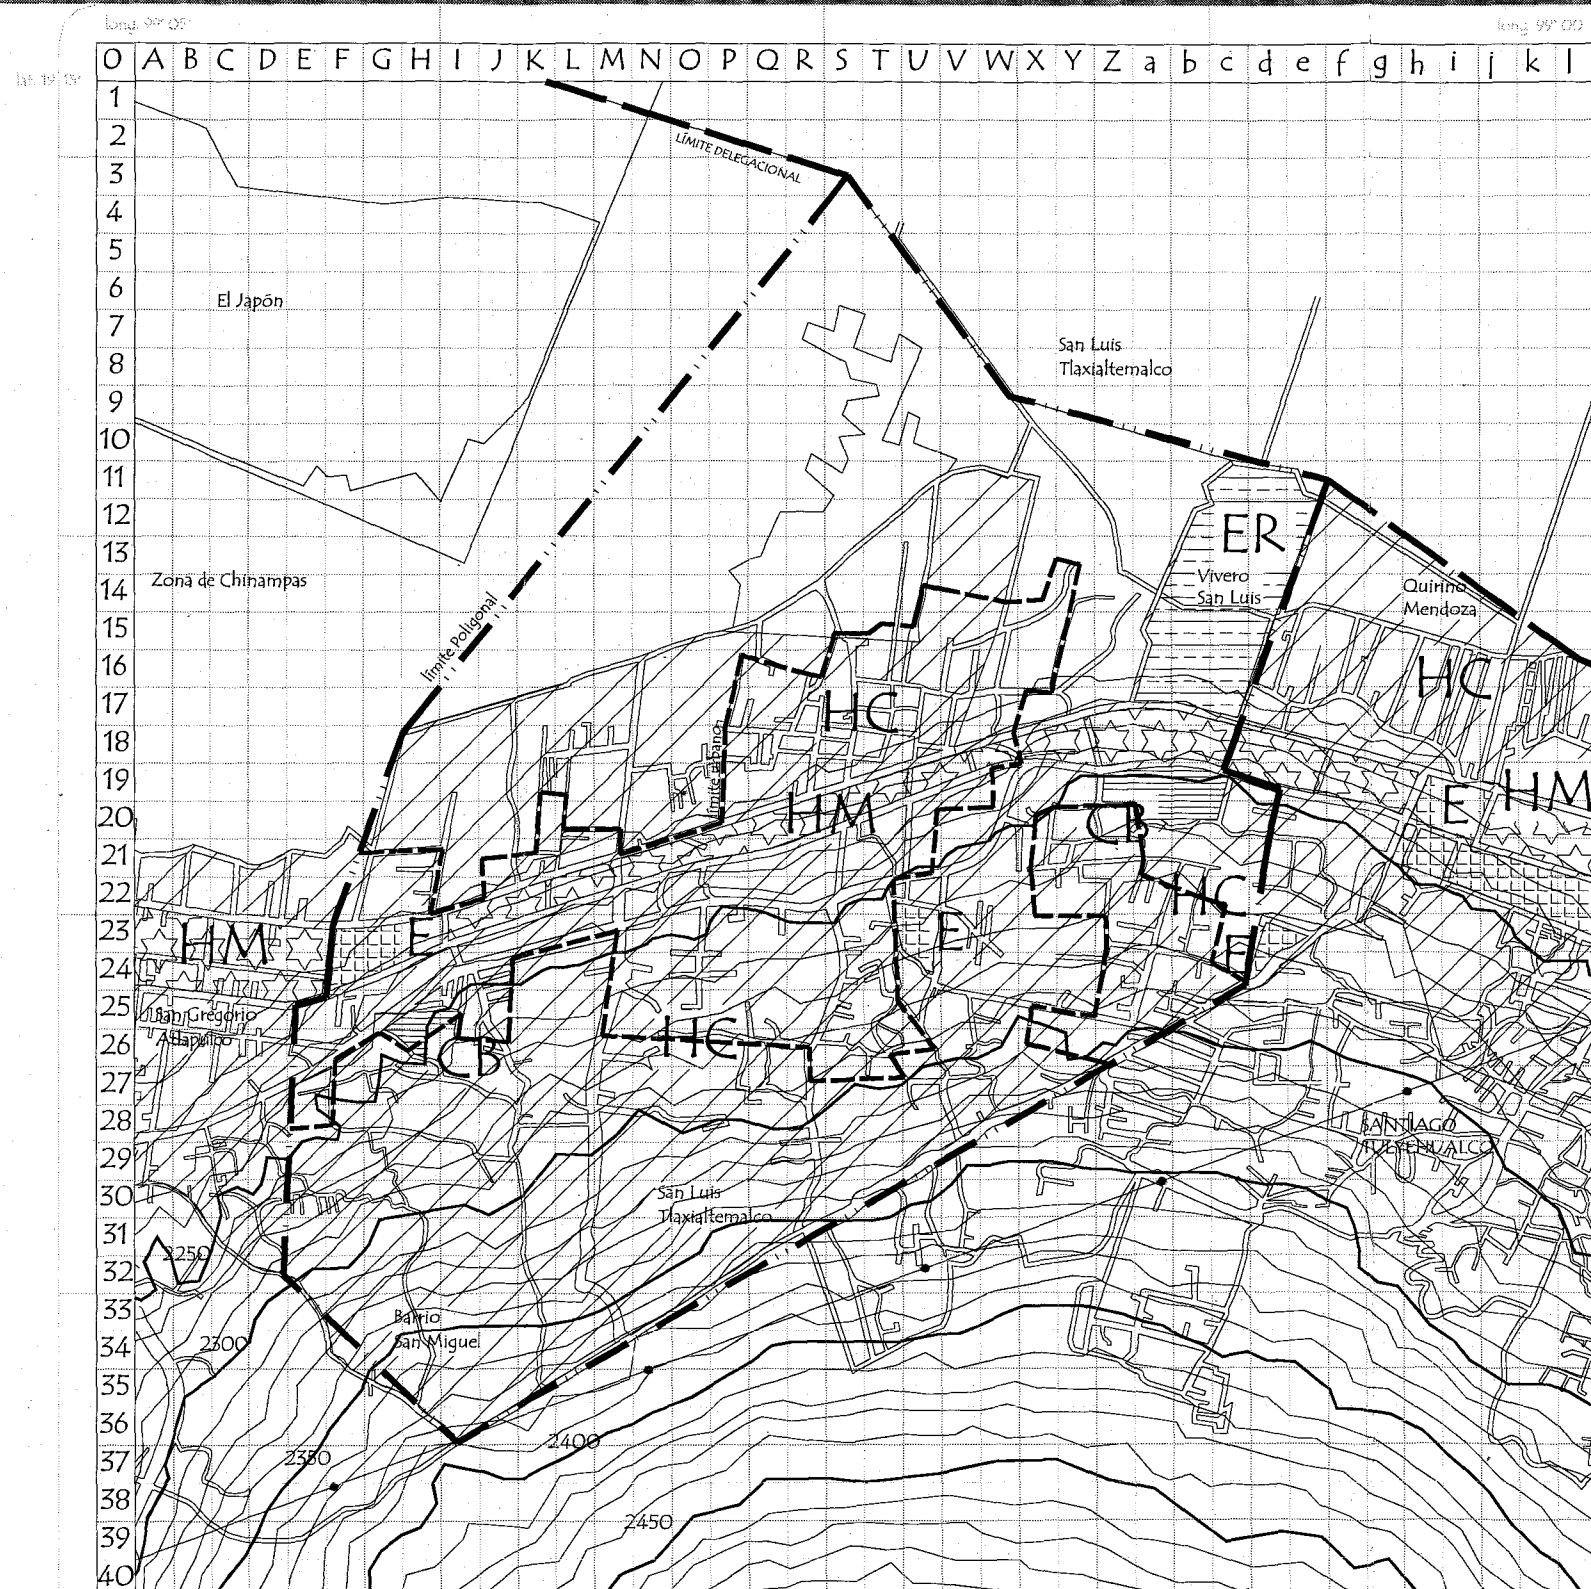 long. 99° 05'
long. 99° 00'
lat. 19° 15'
0 A B C D E F G H I J K L M N O P Q R S T U V W X Y Z a b c d e f g h i j k l
1
2
3
4
5
6
7
8
9
10
11
12
13
14
15
16
17
18
19
20
21
22
23
24
25
26
27
28
29
30
31
32
33
34
35
36
37
38
39
40
LÍMITE DELEGACIONAL
El Japón
San Luis
Tlaxialtemalco
ER
Vivero
San Luis
Zona de Chinampas
Quirino
Mendoza
límite Poligonal
HC
HC
límite urbano
HM
E
HM
CB
HC
HM
E
E
E
San Gregorio
Atlapulco
HC
CB
H
SANTIAGO
TULYEHUALCO
San Luis
Tlaxialtemalco
2250
Barrio
San Miguel
2300
2400
2350
2450